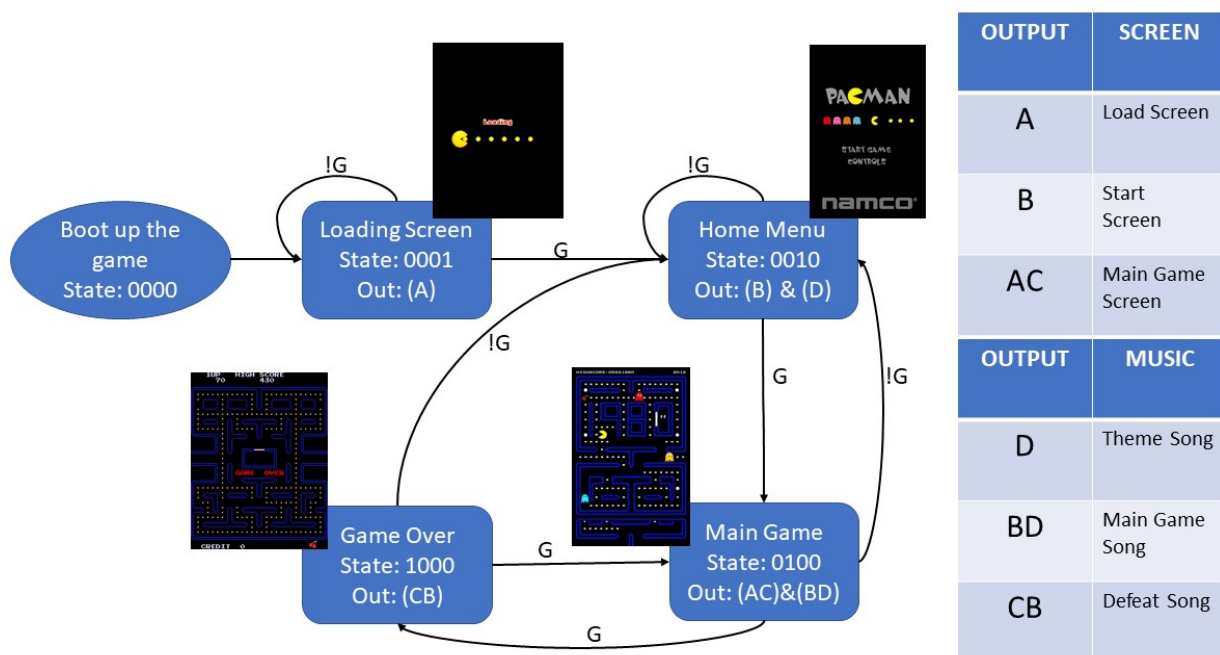 Loading
PACMAN
START GAME
CONTROLS
namco
!G
!G
Boot up the
game
State: 0000
Loading Screen
State: 0001
Out: (A)
G
Home Menu
State: 0010
Out: (B) & (D)
!G
G
!G
1UP HIGH SCORE
70 430
GAME OVER
CREDIT 0
Game Over
State: 1000
Out: (CB)
G
Main Game
State: 0100
Out: (AC)&(BD)
G
OUTPUT SCREEN
A Load Screen
B Start
Screen
AC Main Game
Screen
OUTPUT MUSIC
D Theme Song
BD Main Game
Song
CB Defeat Song